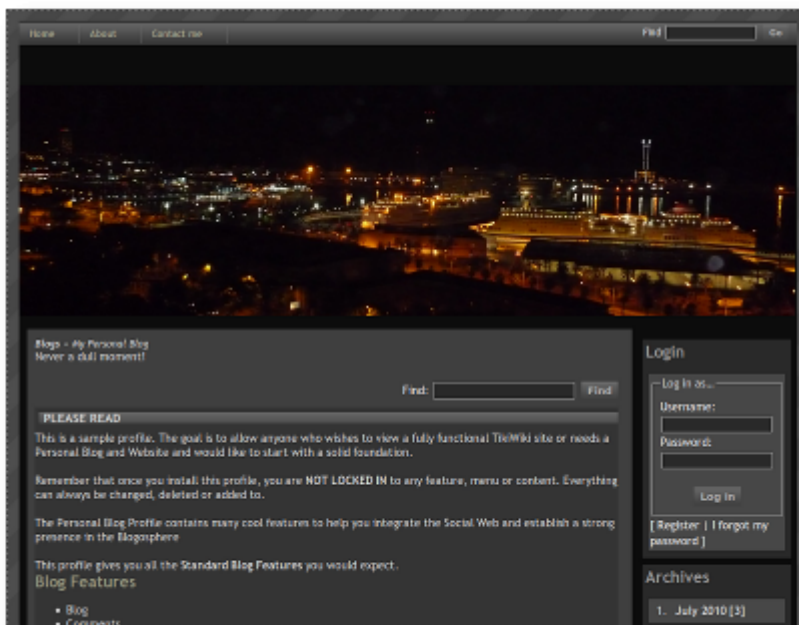 Home About Contact me Find Go
Blogs - My Personal Blog
Never a dull moment!
Find: Find
PLEASE READ
This is a sample profile. The goal is to allow anyone who wishes to view a fully functional TikiWiki site or needs a
Personal Blog and Website and would like to start with a solid foundation.
Remember that once you install this profile, you are NOT LOCKED IN to any feature, menu or content. Everything
can always be changed, deleted or added to.
The Personal Blog Profile contains many cool features to help you integrate the Social Web and establish a strong
presence in the Blogosphere
This profile gives you all the Standard Blog Features you would expect.
Blog Features
• Blog
• Comments
Login
Log in as...
Username:
Password:
Log in
[ Register | I forgot my
password ]
Archives
1. July 2010 [3]